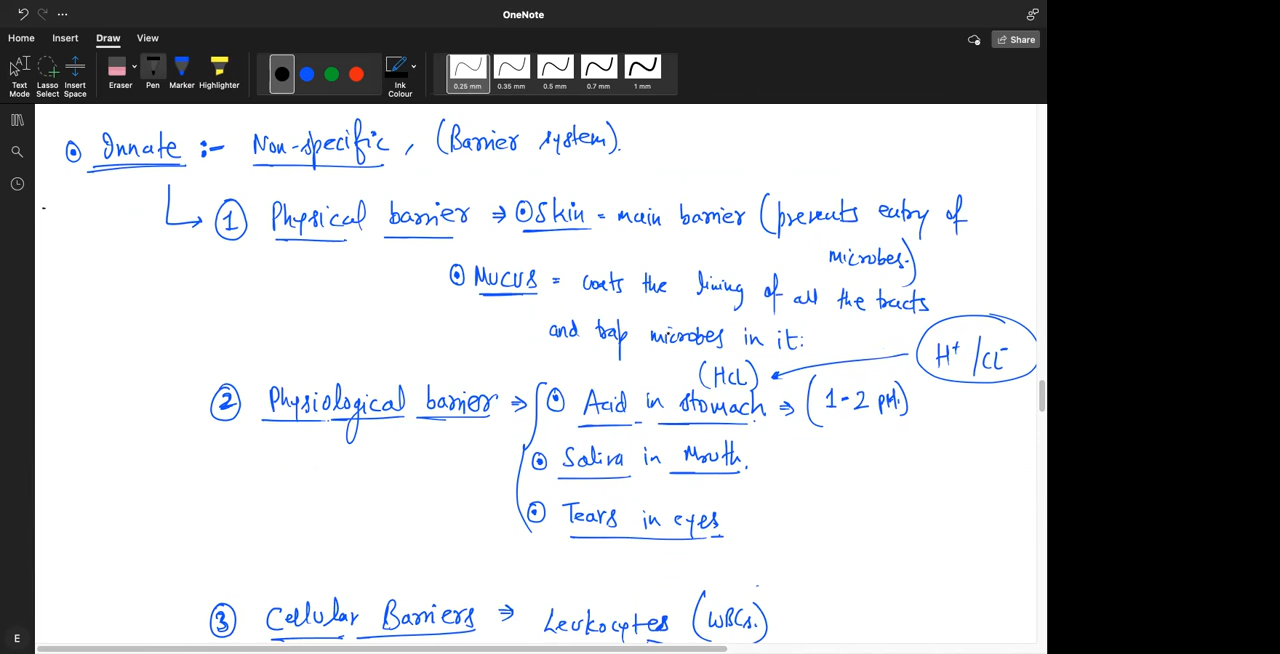 OneNote
Home Insert Draw View
Share
Text Mode
Lasso Select
Insert Space
Eraser
Pen
Marker
Highlighter
Ink Colour
0.25 mm
0.35 mm
0.5 mm
0.7 mm
1 mm
Innate :- Non-specific, (Barrier system).
① Physical barrier ⇒ Skin = main barrier (prevents entry of
microbes.)
Mucus = coats the lining of all the tracts
and trap microbes in it.
H+ / Cl-
(HCL)
② Physiological barrier ⇒ Acid in stomach ⇒ (1-2 pH.)
Saliva in Mouth.
Tears in eyes
③ Cellular Barriers ⇒ Leukocytes (WBCs.)
E